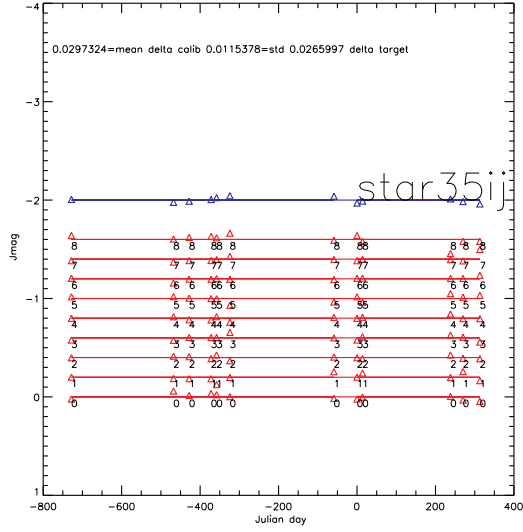 -4
0.0297324=mean delta calib 0.0115378=std 0.0265997 delta target
-3
star35ij
-2
8 8 8 88 8 8 88 8 8 8
7 7 7 77 7 7 77 7 7 7
6 6 6 66 6 6 66 6 6 6
-1
5 5 5 55 5 5 55 5 5 5
4 4 4 44 4 4 44 4 4 4
3 3 3 33 3 3 33 3 3 3
2 2 2 22 2 2 22 2 2 2
1 1 1 11 1 1 11 1 1 1
0
0 0 0 00 0 0 00 0 0 0
1
Jmag
-800 -600 -400 -200 0 200 400
Julian day